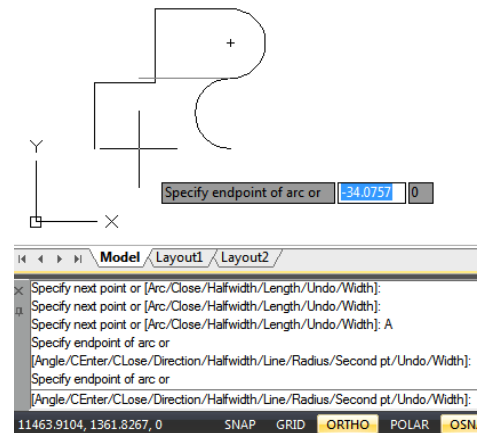 Y
Specify endpoint of arc or -34.0757 0
X
Model Layout1 Layout2
Specify next point or [Arc/Close/Halfwidth/Length/Undo/Width]:
Specify next point or [Arc/Close/Halfwidth/Length/Undo/Width]:
Specify next point or [Arc/Close/Halfwidth/Length/Undo/Width]: A
Specify endpoint of arc or
[Angle/CEnter/CLose/Direction/Halfwidth/Line/Radius/Second pt/Undo/Width]:
Specify endpoint of arc or
[Angle/CEnter/CLose/Direction/Halfwidth/Line/Radius/Second pt/Undo/Width]:
11463.9104, 1361.8267, 0 SNAP GRID ORTHO POLAR OSNA